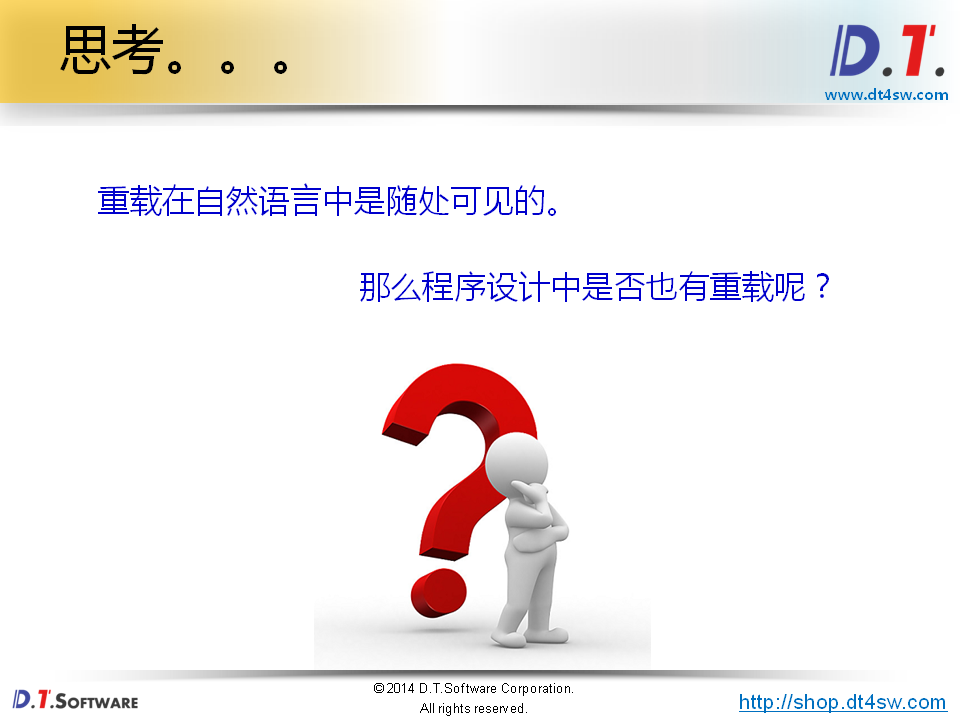 思考。。。
D.T.
www.dt4sw.com
重载在自然语言中是随处可见的。
那么程序设计中是否也有重载呢？
©2014 D.T.Software Corporation.
All rights reserved.
D.T.SOFTWARE
http://shop.dt4sw.com